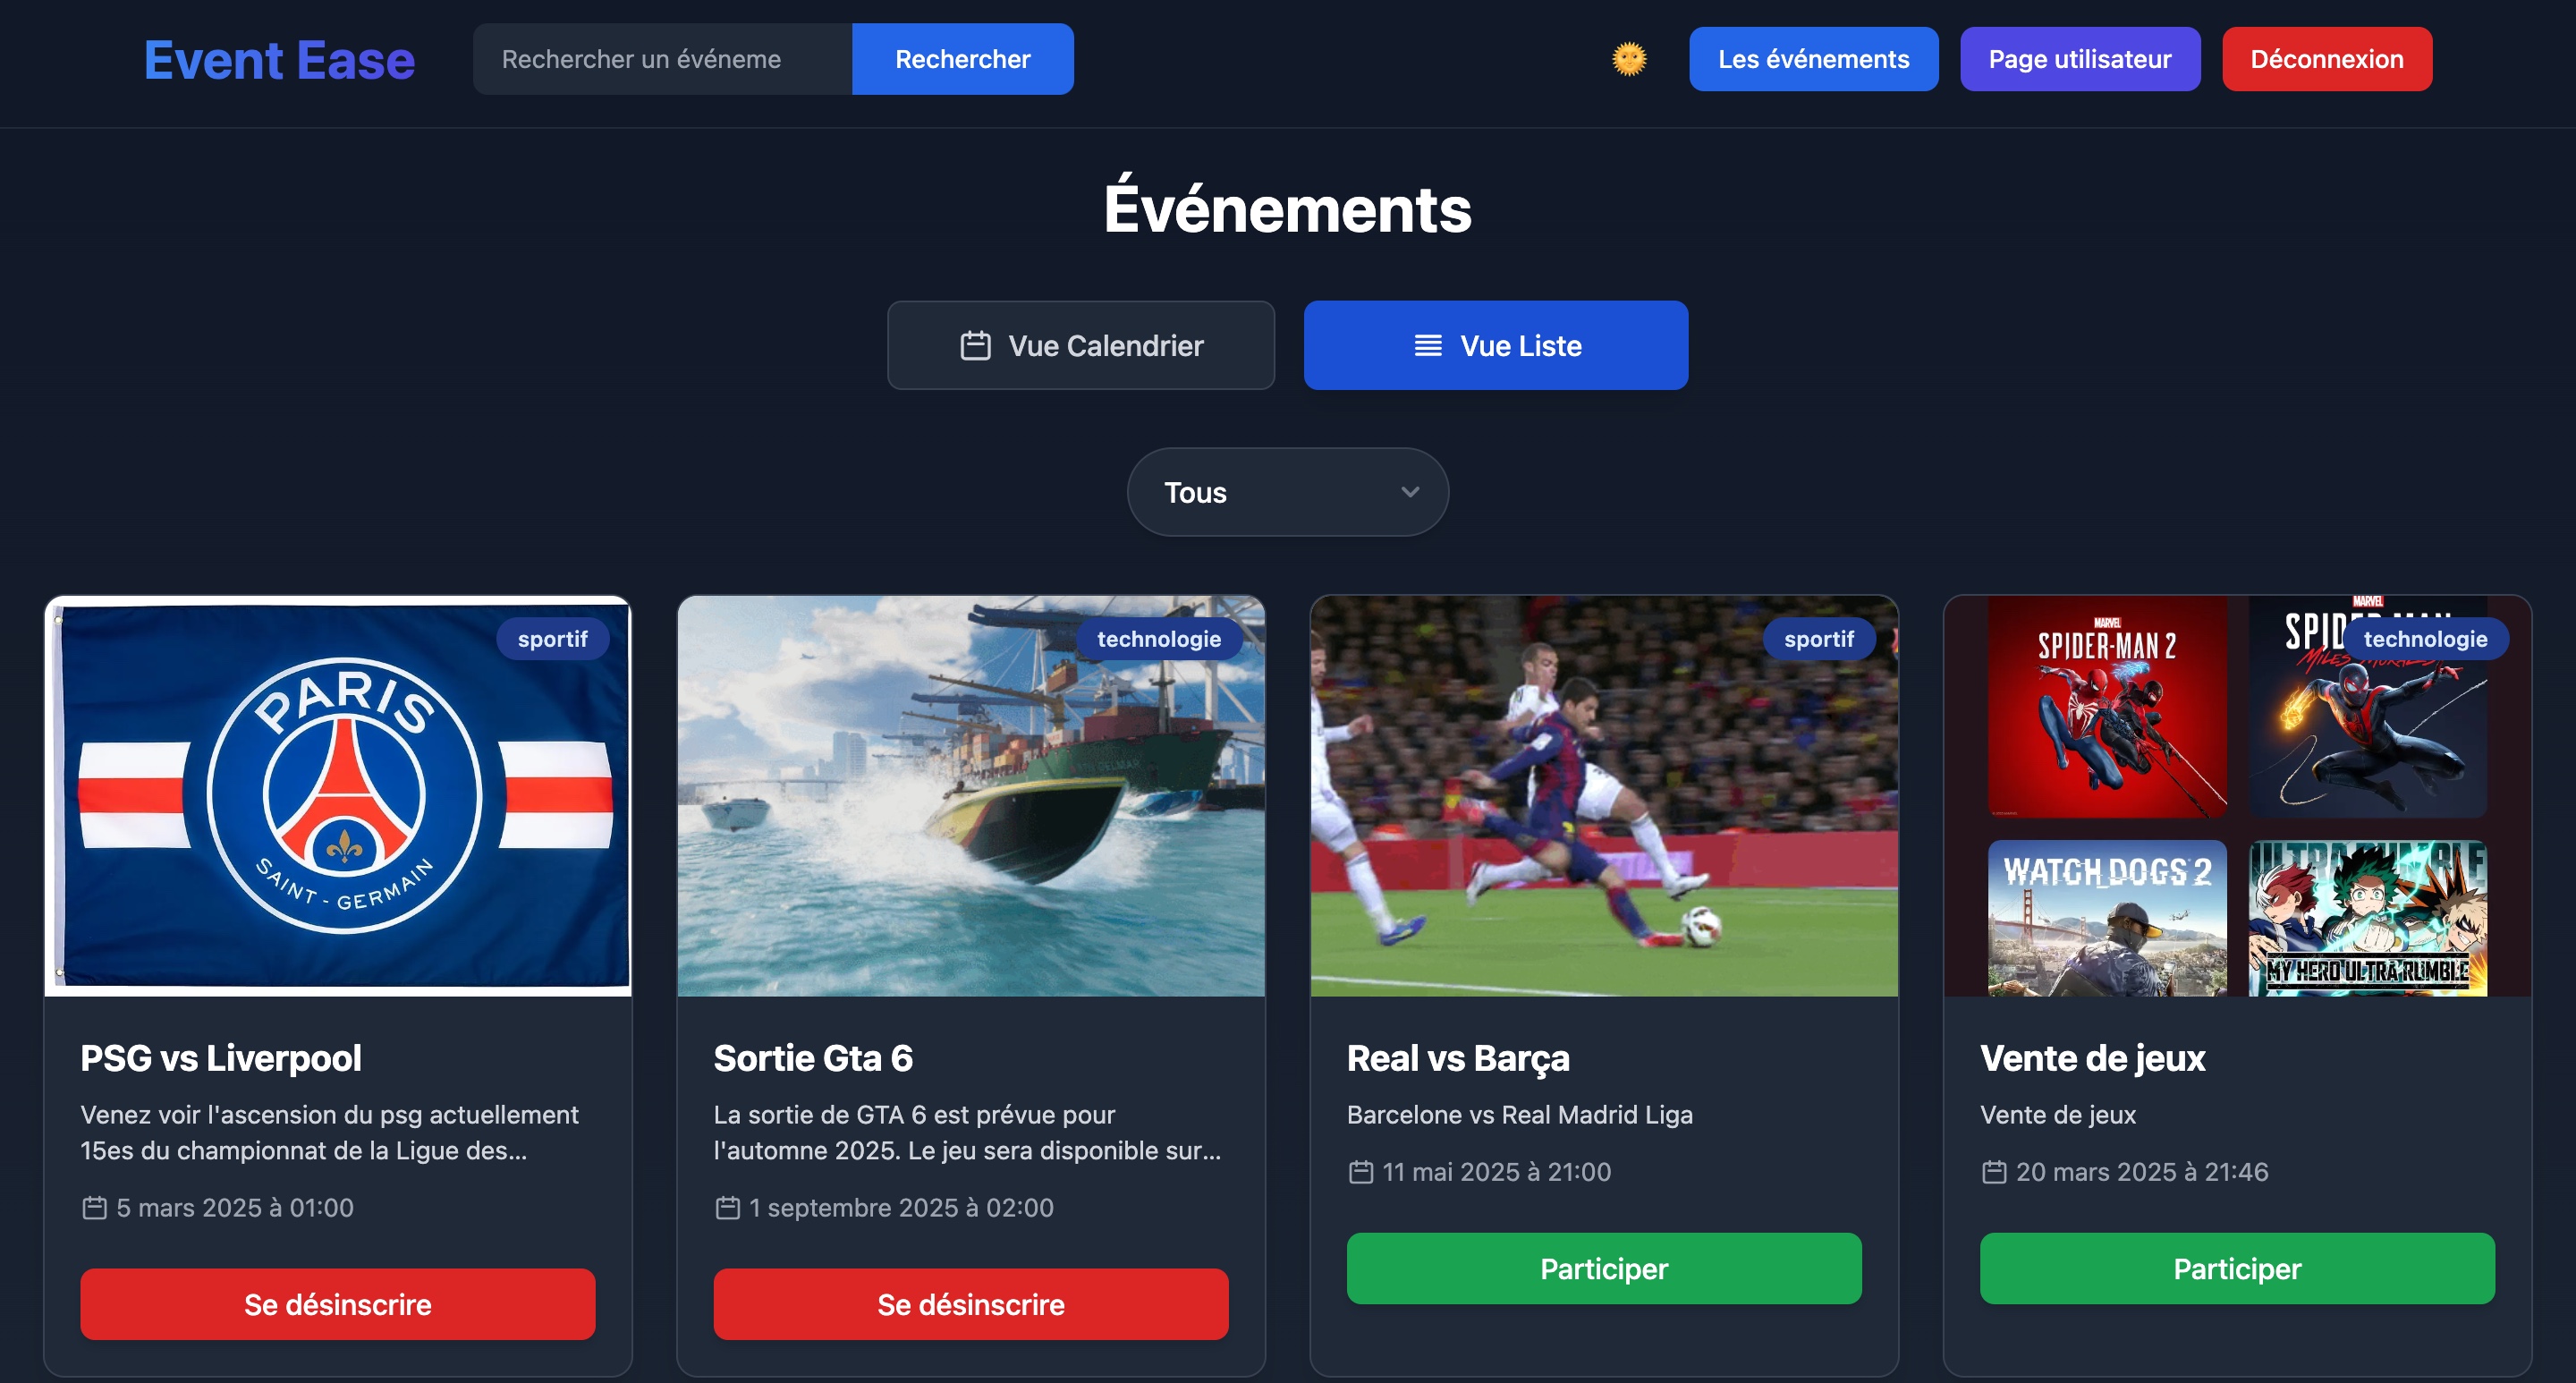 Event Ease
Rechercher un événeme
Rechercher
Les événements
Page utilisateur
Déconnexion
Événements
Vue Calendrier
Vue Liste
Tous
sportif
PARIS
SAINT - GERMAIN
technologie
sportif
MARVEL
SPIDER-MAN 2
MARVEL
MILES MORALES
technologie
WATCH_DOGS 2
ULTRA RUMBLE
MY HERO ULTRA RUMBLE
PSG vs Liverpool
Venez voir l'ascension du psg actuellement
15es du championnat de la Ligue des...
5 mars 2025 à 01:00
Se désinscrire
Sortie Gta 6
La sortie de GTA 6 est prévue pour
l'automne 2025. Le jeu sera disponible sur...
1 septembre 2025 à 02:00
Se désinscrire
Real vs Barça
Barcelone vs Real Madrid Liga
11 mai 2025 à 21:00
Participer
Vente de jeux
Vente de jeux
20 mars 2025 à 21:46
Participer